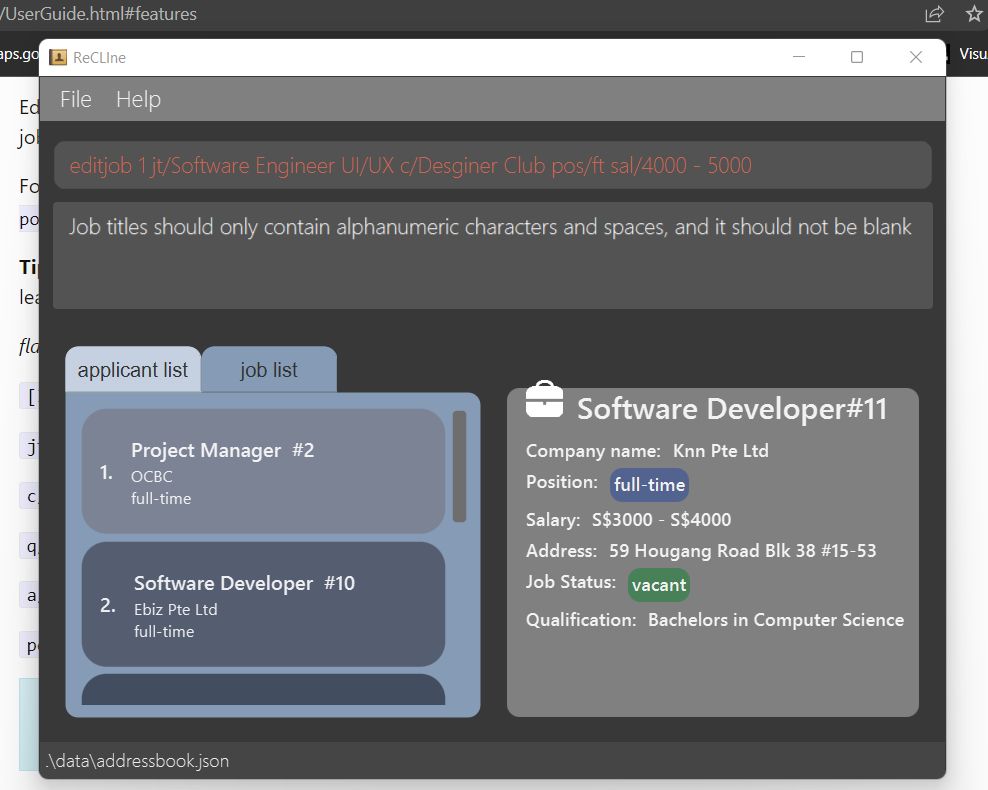 /UserGuide.html#features
ReCLIne
File Help
editjob 1 jt/Software Engineer UI/UX c/Desginer Club pos/ft sal/4000 - 5000
Job titles should only contain alphanumeric characters and spaces, and it should not be blank
applicant list
job list
1. Project Manager #2
OCBC
full-time
2. Software Developer #10
Ebiz Pte Ltd
full-time
Software Developer#11
Company name: Knn Pte Ltd
Position: full-time
Salary: S$3000 - S$4000
Address: 59 Hougang Road Blk 38 #15-53
Job Status: vacant
Qualification: Bachelors in Computer Science
.\data\addressbook.json